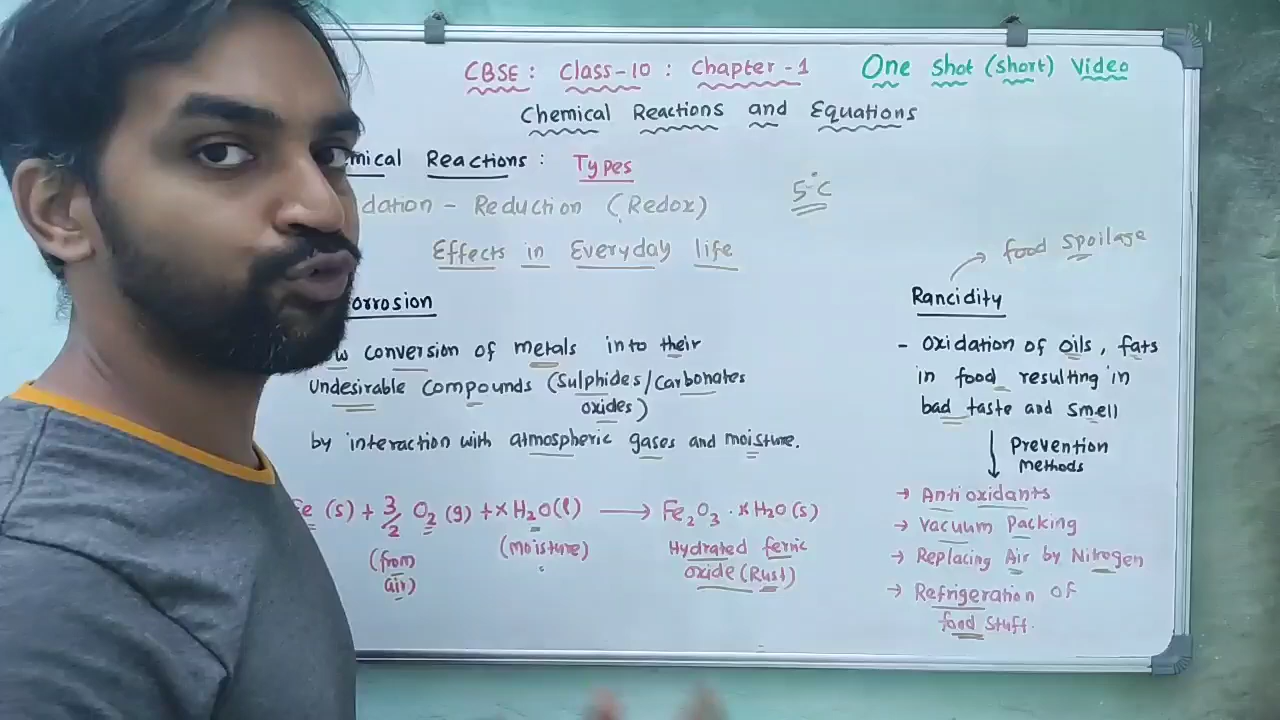 CBSE: Class-10: Chapter-1 One Shot (short) Video
Chemical Reactions and Equations
mical Reactions: Types
dation - Reduction (Redox)
5°C
Effects in Everyday life
food spoilage
orrosion
Rancidity
w conversion of metals into their
undesirable compounds (Sulphides/Carbonates
oxides)
by interaction with atmospheric gases and moisture.
- Oxidation of oils, fats
in food resulting in
bad taste and smell
Prevention
methods
Fe (s) + 3/2 O₂ (g) + x H₂O(l) → Fe₂O₃ · x H₂O (s)
(from
air)
(moisture)
Hydrated ferric
oxide (Rust)
→ Antioxidants
→ Vacuum Packing
→ Replacing Air by Nitrogen
→ Refrigeration of
food stuff.